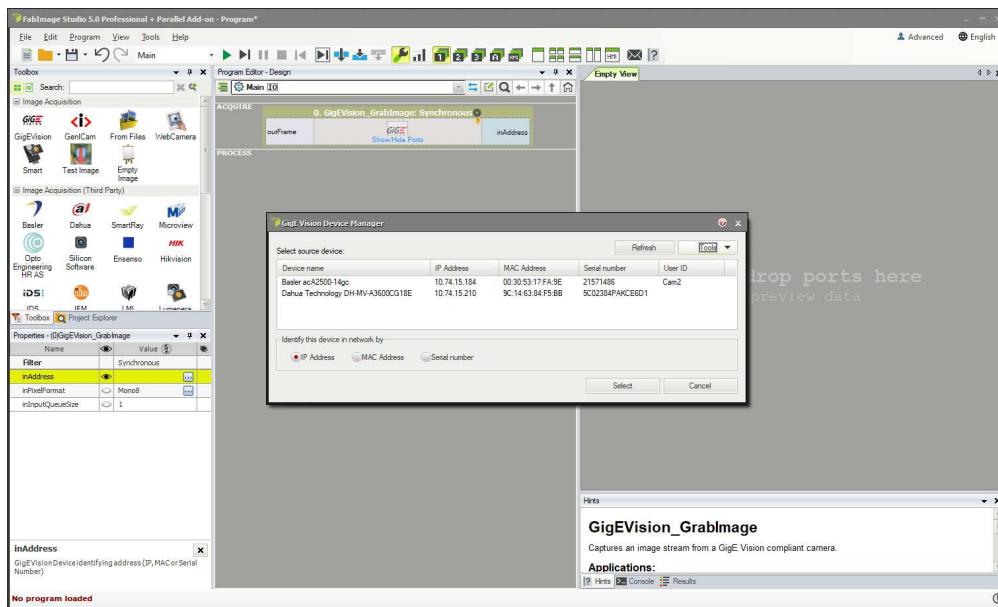 FabImage Studio 5.0 Professional + Parallel Add-on - Program*
File Edit Program View Tools Help
Advanced English
Main
Toolbox
Search:
Image Acquisition
GigEVision GenICam From Files WebCamera
Smart Test Image Empty Image
Image Acquisition (Third Party)
Basler Dahua SmartRay Microview
Opto Engineering HR AS Silicon Software Ensenso Hikvision
IDS IEM LMI Lumenera
Toolbox Project Explorer
Properties - (0)GigEVision_GrabImage
Name Value
Filter Synchronous
inAddress
inPixelFormat Mono8
inInputQueueSize 1
inAddress
GigEVision Device identifying address (IP, MAC or Serial
Number)
No program loaded
Program Editor - Design
Main
ACQUIRE
0. GigEVision_GrabImage: Synchronous
outFrame GIGE inAddress
Show/Hide Ports
PROCESS
Empty View
drop ports here
preview data
GigEVision Device Manager
Select source device: Refresh Tools
Device name IP Address MAC Address Serial number User ID
Basler acA2500-14gc 10.74.15.184 00:30:53:17:FA:9E 21571486 Cam2
Dahua Technology DH-MV-A3600CG18E 10.74.15.210 9C:14:63:84:F5:BB 5C02384PAKCE6D1
Identify this device in network by
IP Address MAC Address Serial number
Select Cancel
Hints
GigEVision_GrabImage
Captures an image stream from a GigE Vision compliant camera.
Applications:
Hints Console Results